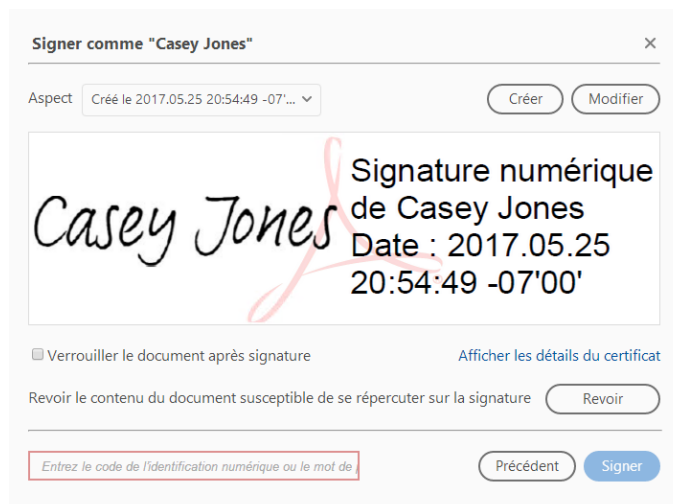 Signer comme "Casey Jones"
Aspect Créé le 2017.05.25 20:54:49 -07'... Créer Modifier
Casey Jones
Signature numérique
de Casey Jones
Date : 2017.05.25
20:54:49 -07'00'
Verrouiller le document après signature Afficher les détails du certificat
Revoir le contenu du document susceptible de se répercuter sur la signature Revoir
Entrez le code de l'identification numérique ou le mot de Précédent Signer